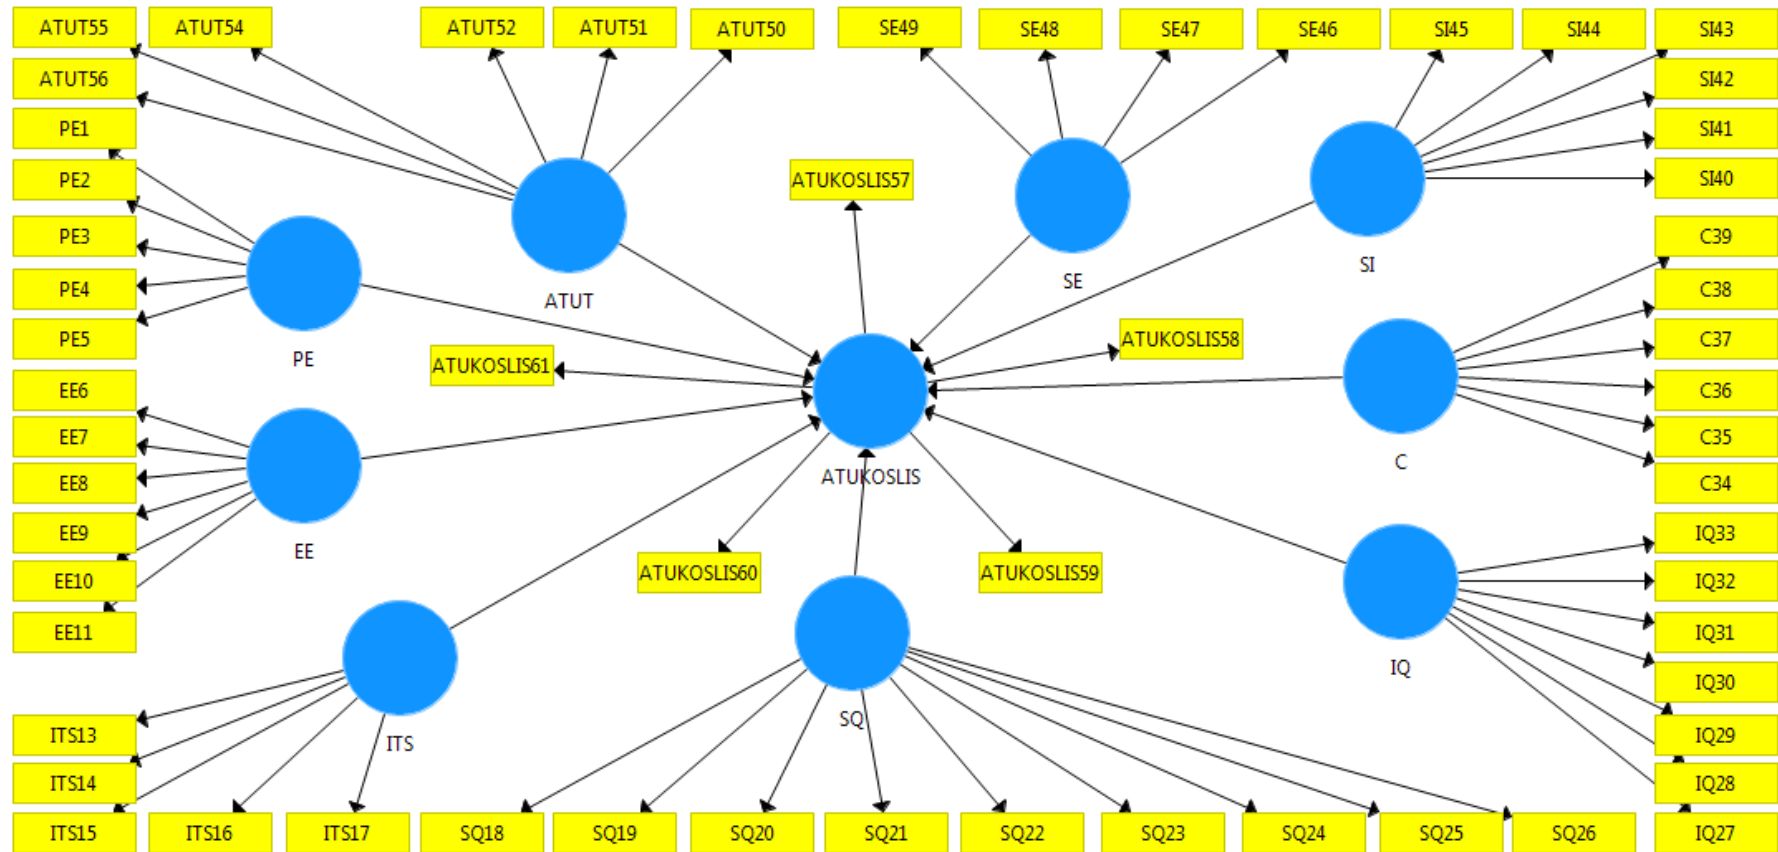 ATUT55
ATUT54
ATUT52
ATUT51
ATUT50
SE49
SE48
SE47
SE46
SI45
SI44
SI43
ATUT56
SI42
PE1
SI41
PE2
ATUKOSLIS57
SI40
PE3
C39
SE
SI
PE4
ATUT
C38
PE5
PE
ATUKOSLIS61
ATUKOSLIS58
C37
EE6
C36
EE7
C35
EE8
ATUKOSLIS
C
C34
EE9
EE
IQ33
EE10
ATUKOSLIS60
ATUKOSLIS59
IQ32
EE11
IQ31
IQ
IQ30
ITS13
ITS
SQ
IQ29
ITS14
IQ28
ITS15
ITS16
ITS17
SQ18
SQ19
SQ20
SQ21
SQ22
SQ23
SQ24
SQ25
SQ26
IQ27